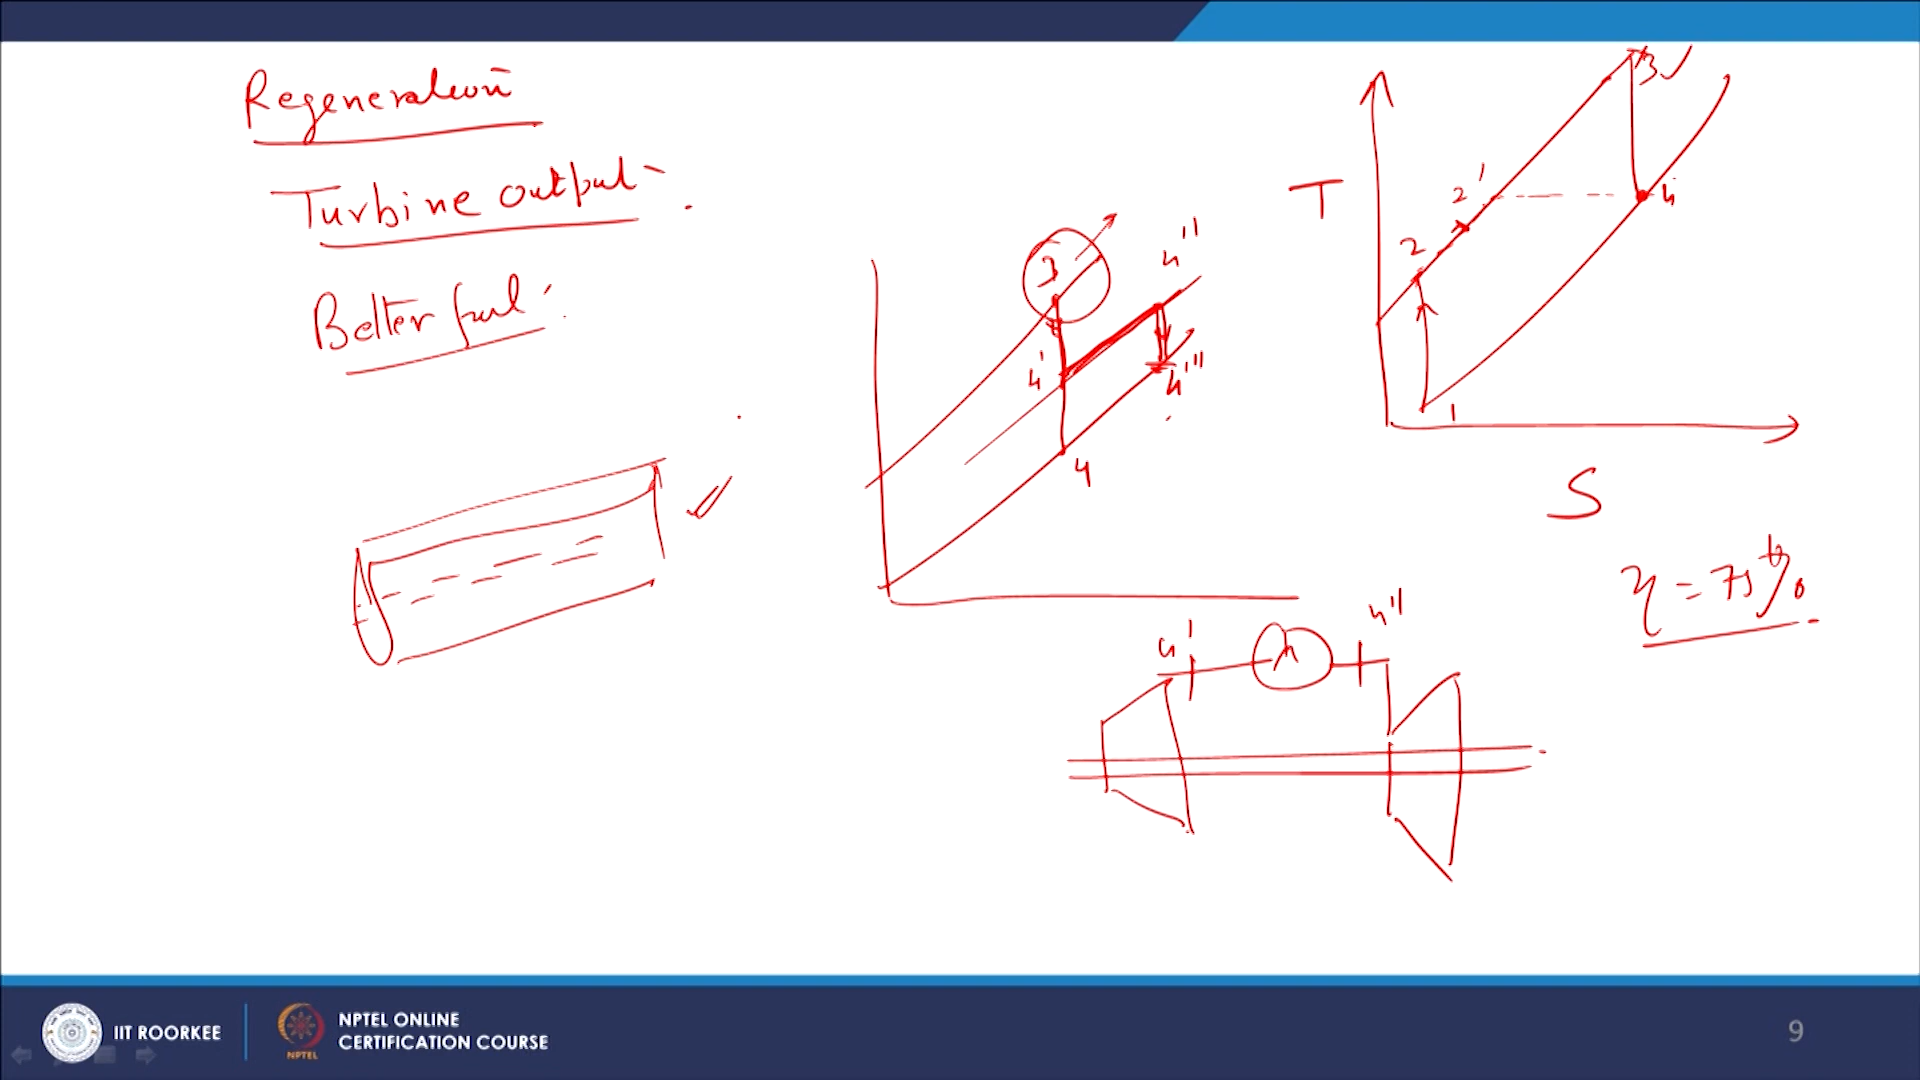 Regeneration
Turbine output
Better fuel
T
S
1
2
2'
3
4
3
4'
4''
4'''
4
η = 75%
4'
4''
IIT ROORKEE
NPTEL
NPTEL ONLINE
CERTIFICATION COURSE
9